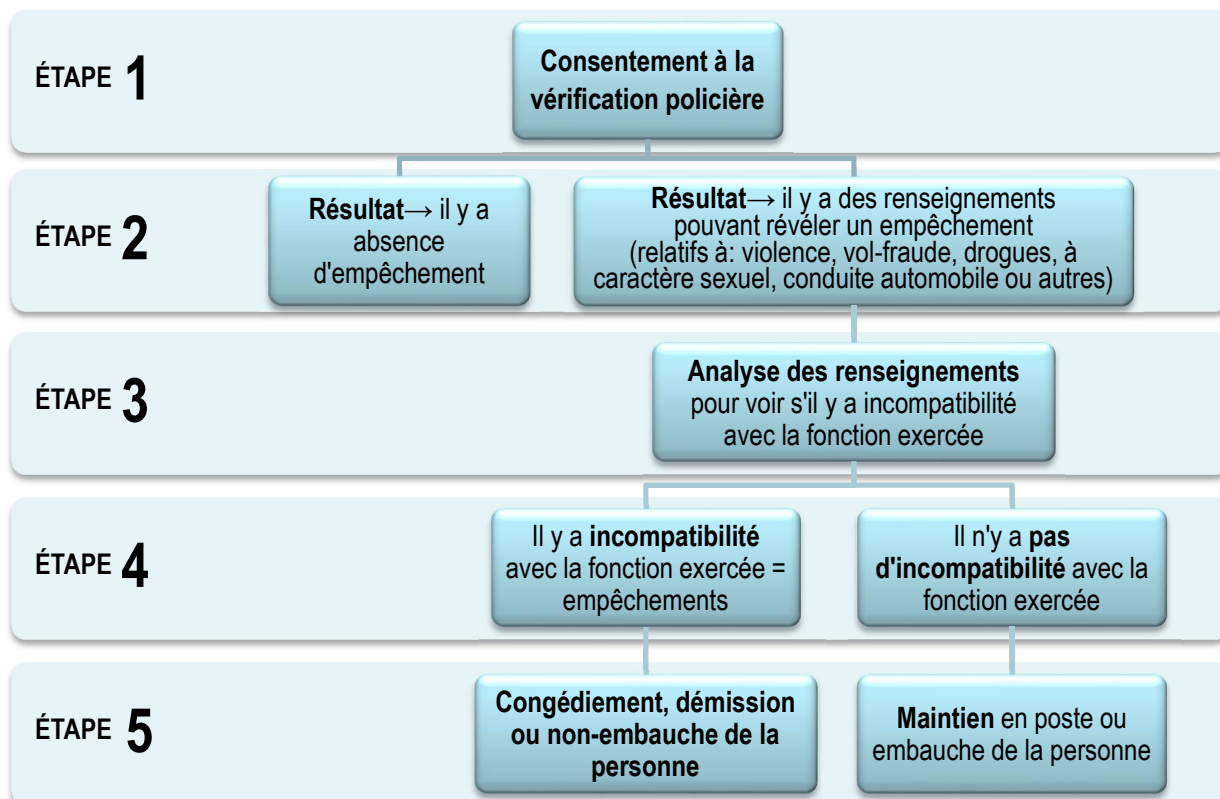 ÉTAPE 1
Consentement à la
vérification policière
ÉTAPE 2
Résultat→ il y a
absence
d'empêchement
Résultat→ il y a des renseignements
pouvant révéler un empêchement
(relatifs à: violence, vol-fraude, drogues, à
caractère sexuel, conduite automobile ou autres)
ÉTAPE 3
Analyse des renseignements
pour voir s'il y a incompatibilité
avec la fonction exercée
ÉTAPE 4
Il y a incompatibilité
avec la fonction exercée =
empêchements
Il n'y a pas
d'incompatibilité avec la
fonction exercée
ÉTAPE 5
Congédiement, démission
ou non-embauche de la
personne
Maintien en poste ou
embauche de la personne